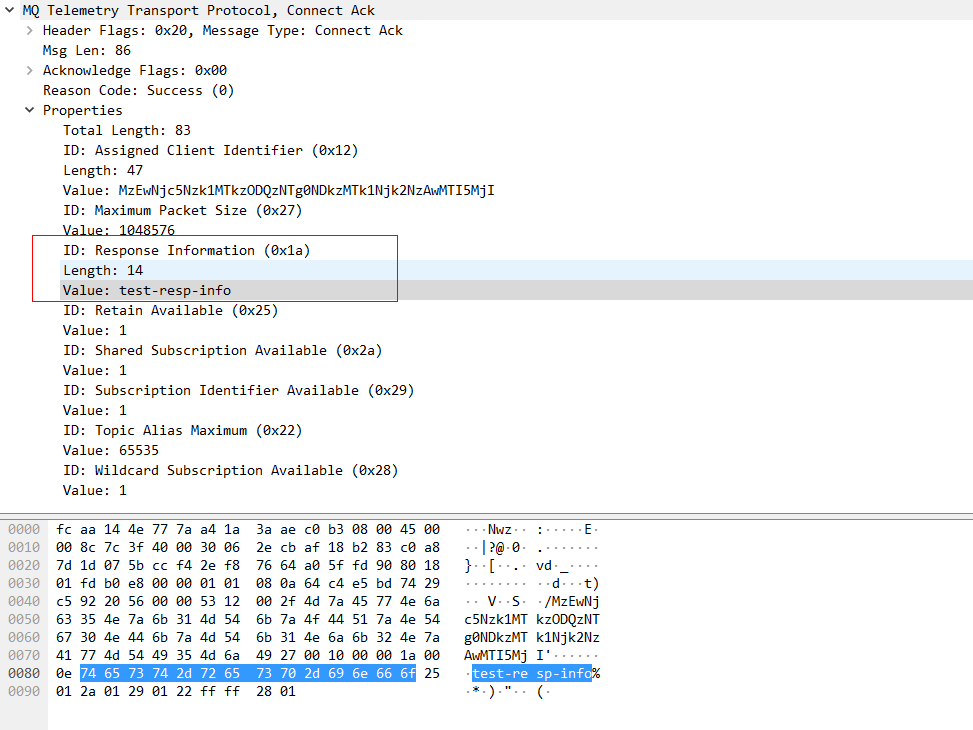 MQ Telemetry Transport Protocol, Connect Ack
Header Flags: 0x20, Message Type: Connect Ack
Msg Len: 86
Acknowledge Flags: 0x00
Reason Code: Success (0)
Properties
Total Length: 83
ID: Assigned Client Identifier (0x12)
Length: 47
Value: MzEwNjc5Nzk1MTkzODQzNTg0NDkzMTk1Njk2NzAwMTI5MjI
ID: Maximum Packet Size (0x27)
Value: 1048576
ID: Response Information (0x1a)
Length: 14
Value: test-resp-info
ID: Retain Available (0x25)
Value: 1
ID: Shared Subscription Available (0x2a)
Value: 1
ID: Subscription Identifier Available (0x29)
Value: 1
ID: Topic Alias Maximum (0x22)
Value: 65535
ID: Wildcard Subscription Available (0x28)
Value: 1
0000 fc aa 14 4e 77 7a a4 1a 3a ae c0 b3 08 00 45 00 ···Nwz·· :·····E·
0010 00 8c 7c 3f 40 00 30 06 2e cb af 18 b2 83 c0 a8 ··|?@·0· .·······
0020 7d 1d 07 5b cc f4 2e f8 76 64 a0 5f fd 90 80 18 }··[··.· vd·_····
0030 01 fd b0 e8 00 00 01 01 08 0a 64 c4 e5 bd 74 29 ········ ··d···t)
0040 c5 92 20 56 00 00 53 12 00 2f 4d 7a 45 77 4e 6a ·· V··S· ·/MzEwNj
0050 63 35 4e 7a 6b 31 4d 54 6b 7a 4f 44 51 7a 4e 54 c5Nzk1MT kzODQzNT
0060 67 30 4e 44 6b 7a 4d 54 6b 31 4e 6a 6b 32 4e 7a g0NDkzMT k1Njk2Nz
0070 41 77 4d 54 49 35 4d 6a 49 27 00 10 00 00 1a 00 AwMTI5Mj I'······
0080 0e 74 65 73 74 2d 72 65 73 70 2d 69 6e 66 6f 25 ·test-re sp-info%
0090 01 2a 01 29 01 22 ff ff 28 01 ·*·)·"·· (·